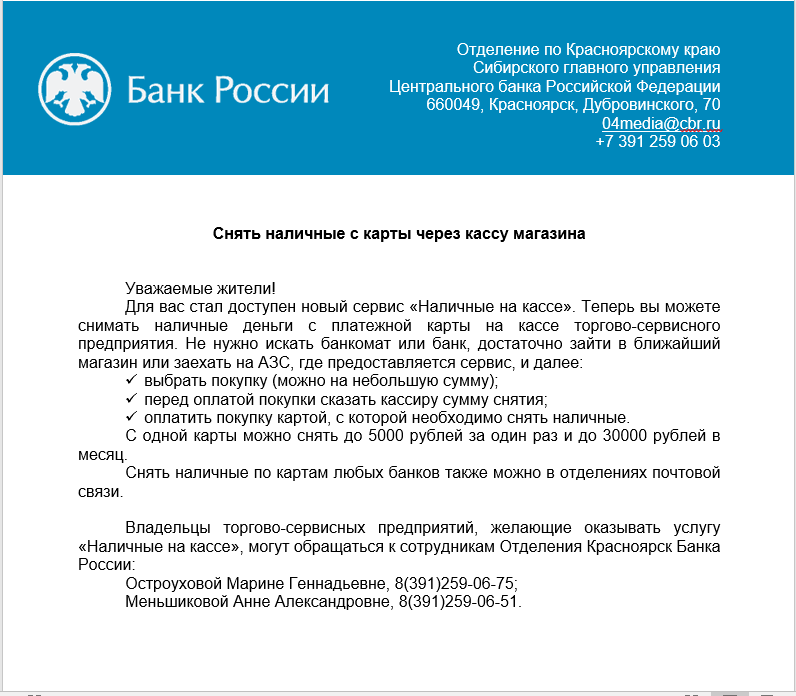 Банк России
Отделение по Красноярскому краю
Сибирского главного управления
Центрального банка Российской Федерации
660049, Красноярск, Дубровинского, 70
04media@cbr.ru
+7 391 259 06 03
Снять наличные с карты через кассу магазина
Уважаемые жители!
Для вас стал доступен новый сервис «Наличные на кассе». Теперь вы можете
снимать наличные деньги с платежной карты на кассе торгово-сервисного
предприятия. Не нужно искать банкомат или банк, достаточно зайти в ближайший
магазин или заехать на АЗС, где предоставляется сервис, и далее:
✓ выбрать покупку (можно на небольшую сумму);
✓ перед оплатой покупки сказать кассиру сумму снятия;
✓ оплатить покупку картой, с которой необходимо снять наличные.
С одной карты можно снять до 5000 рублей за один раз и до 30000 рублей в
месяц.
Снять наличные по картам любых банков также можно в отделениях почтовой
связи.
Владельцы торгово-сервисных предприятий, желающие оказывать услугу
«Наличные на кассе», могут обращаться к сотрудникам Отделения Красноярск Банка
России:
Остроуховой Марине Геннадьевне, 8(391)259-06-75;
Меньшиковой Анне Александровне, 8(391)259-06-51.